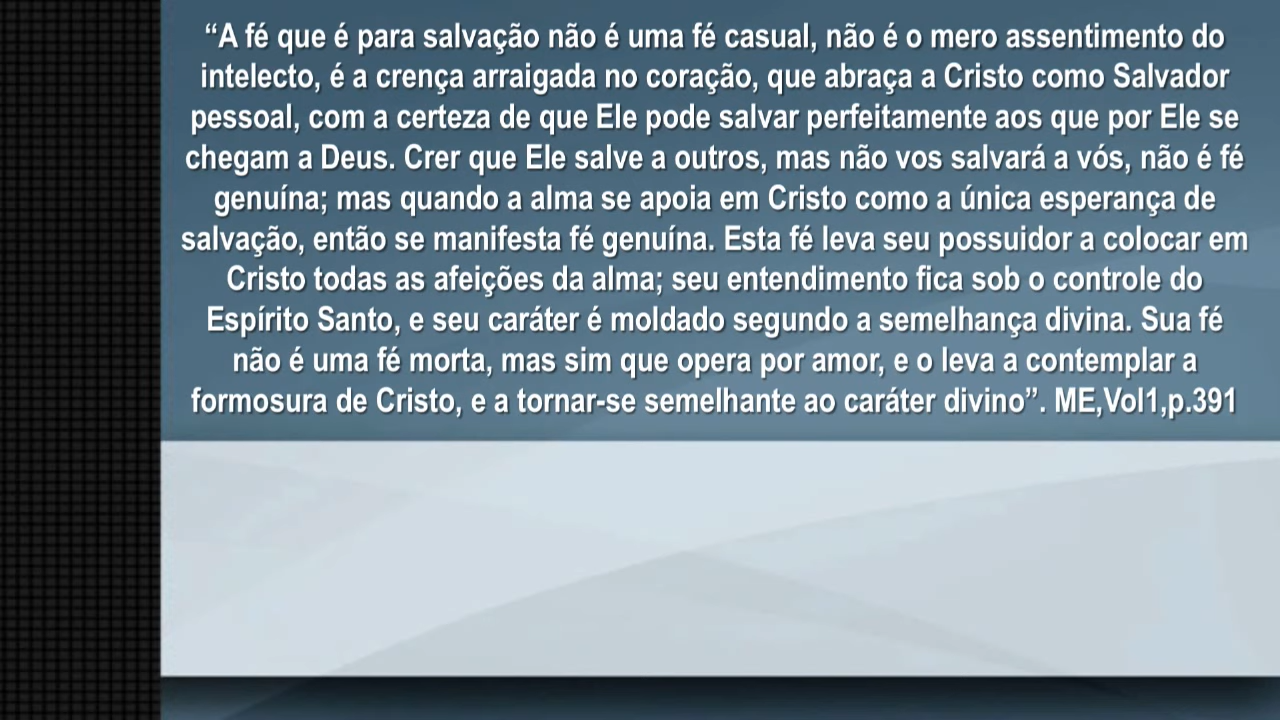 “A fé que é para salvação não é uma fé casual, não é o mero assentimento do
intelecto, é a crença arraigada no coração, que abraça a Cristo como Salvador
pessoal, com a certeza de que Ele pode salvar perfeitamente aos que por Ele se
chegam a Deus. Crer que Ele salve a outros, mas não vos salvará a vós, não é fé
genuína; mas quando a alma se apoia em Cristo como a única esperança de
salvação, então se manifesta fé genuína. Esta fé leva seu possuidor a colocar em
Cristo todas as afeições da alma; seu entendimento fica sob o controle do
Espírito Santo, e seu caráter é moldado segundo a semelhança divina. Sua fé
não é uma fé morta, mas sim que opera por amor, e o leva a contemplar a
formosura de Cristo, e a tornar-se semelhante ao caráter divino”. ME,Vol1,p.391